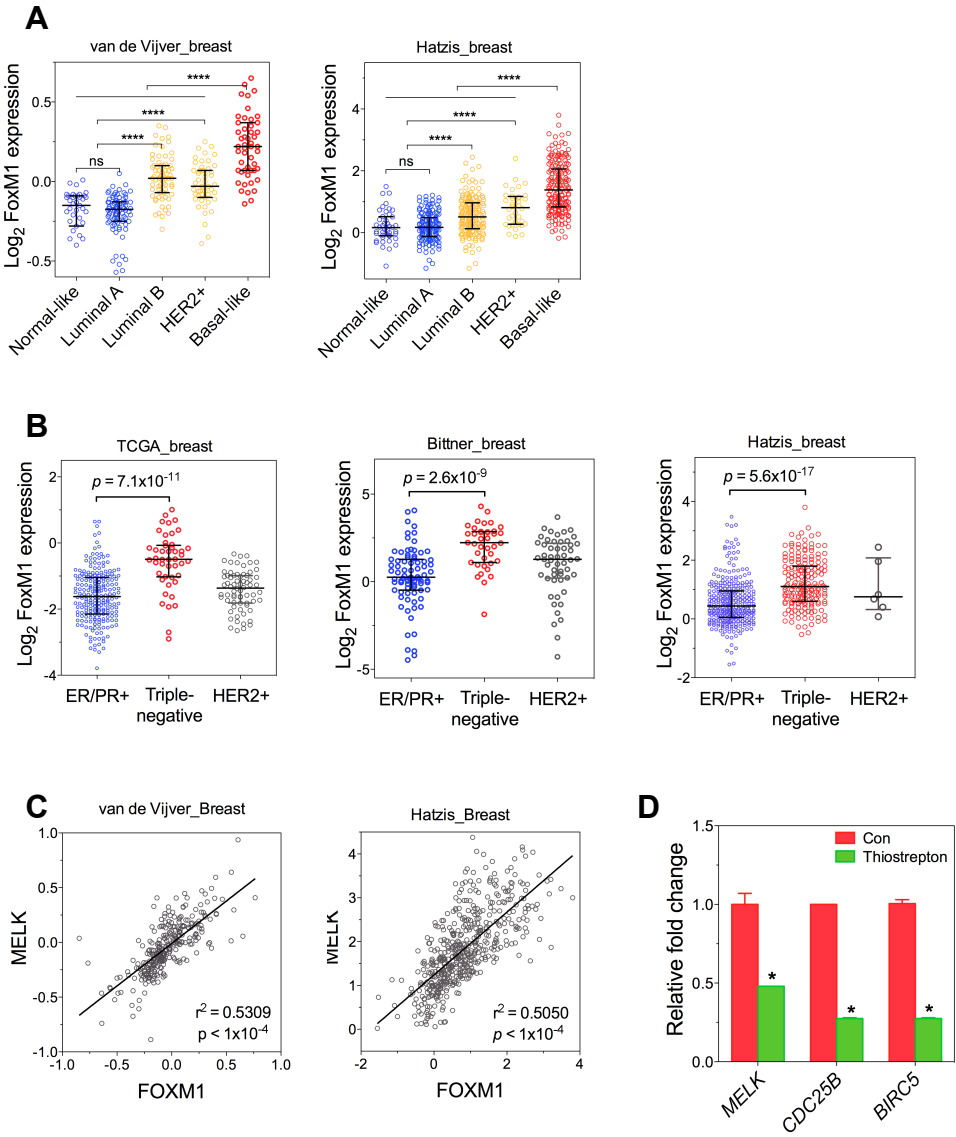 A
van de Vijver_breast
Log2 FoxM1 expression
0.5
0.0
-0.5
ns
****
****
****
Normal-like
Luminal A
Luminal B
HER2+
Basal-like
Hatzis_breast
Log2 FoxM1 expression
4
2
0
ns
****
****
****
Normal-like
Luminal A
Luminal B
HER2+
Basal-like
B
TCGA_breast
Log2 FoxM1 expression
2
0
-2
-4
p = 7.1x10-11
ER/PR+
Triple-
negative
HER2+
Bittner_breast
Log2 FoxM1 expression
5
0
-5
p = 2.6x10-9
ER/PR+
Triple-
negative
HER2+
Hatzis_breast
Log2 FoxM1 expression
4
2
0
-2
p = 5.6x10-17
ER/PR+
Triple-
negative
HER2+
C
van de Vijver_Breast
MELK
1.0
0.5
0.0
-0.5
-1.0
r2 = 0.5309
p < 1x10-4
-1.0
-0.5
0.0
0.5
1.0
FOXM1
Hatzis_Breast
MELK
4
3
2
1
0
r2 = 0.5050
p < 1x10-4
-2
0
2
4
FOXM1
D
Relative fold change
1.5
1.0
0.5
0.0
Con
Thiostrepton
*
*
*
MELK
CDC25B
BIRC5